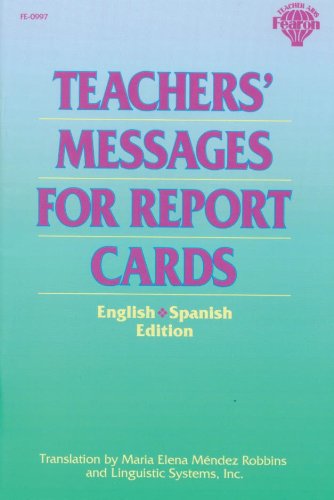 FE-0997
TEACHER AIDS
Fearon
TEACHERS'
MESSAGES
FOR REPORT
CARDS
English❖Spanish
Edition
Translation by Maria Elena Méndez Robbins
and Linguistic Systems, Inc.